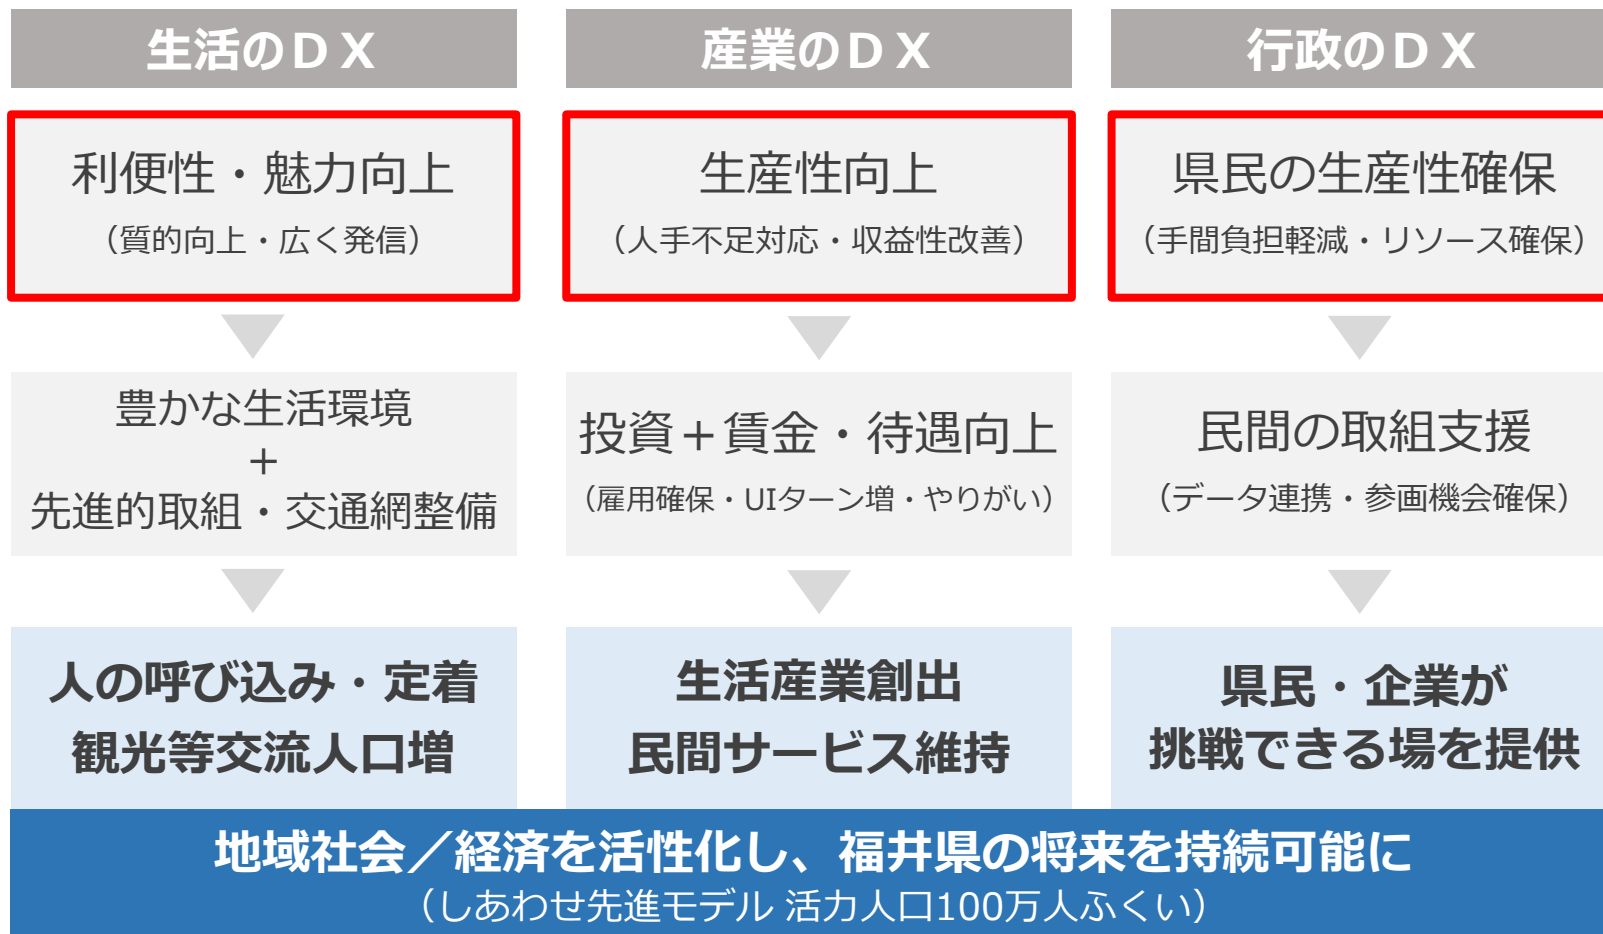 生活のＤＸ
利便性・魅力向上
（質的向上・広く発信）
豊かな生活環境
＋
先進的取組・交通網整備
人の呼び込み・定着
観光等交流人口増
産業のＤＸ
生産性向上
（人手不足対応・収益性改善）
投資＋賃金・待遇向上
（雇用確保・UIターン増・やりがい）
生活産業創出
民間サービス維持
行政のＤＸ
県民の生産性確保
（手間負担軽減・リソース確保）
民間の取組支援
（データ連携・参画機会確保）
県民・企業が
挑戦できる場を提供
地域社会／経済を活性化し、福井県の将来を持続可能に
（しあわせ先進モデル 活力人口100万人ふくい）